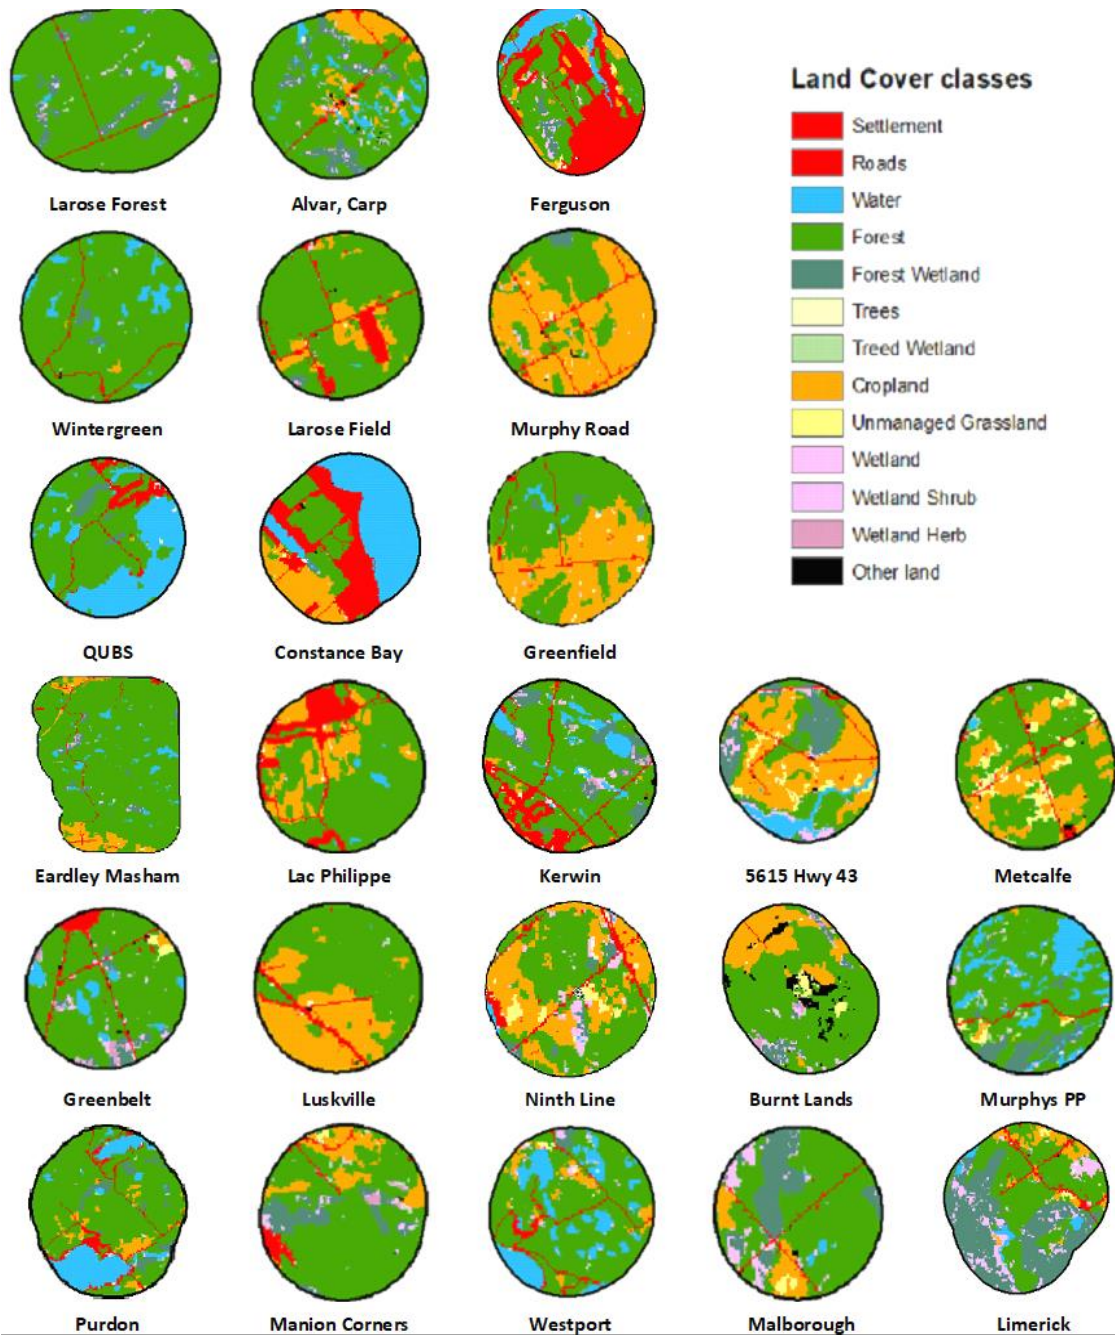 Land Cover classes
Settlement
Roads
Water
Forest
Forest Wetland
Trees
Treed Wetland
Cropland
Unmanaged Grassland
Wetland
Wetland Shrub
Wetland Herb
Other land
Larose Forest
Alvar, Carp
Ferguson
Wintergreen
Larose Field
Murphy Road
QUBS
Constance Bay
Greenfield
Eardley Masham
Lac Philippe
Kerwin
5615 Hwy 43
Metcalfe
Greenbelt
Luskville
Ninth Line
Burnt Lands
Murphys PP
Purdon
Manion Corners
Westport
Malborough
Limerick